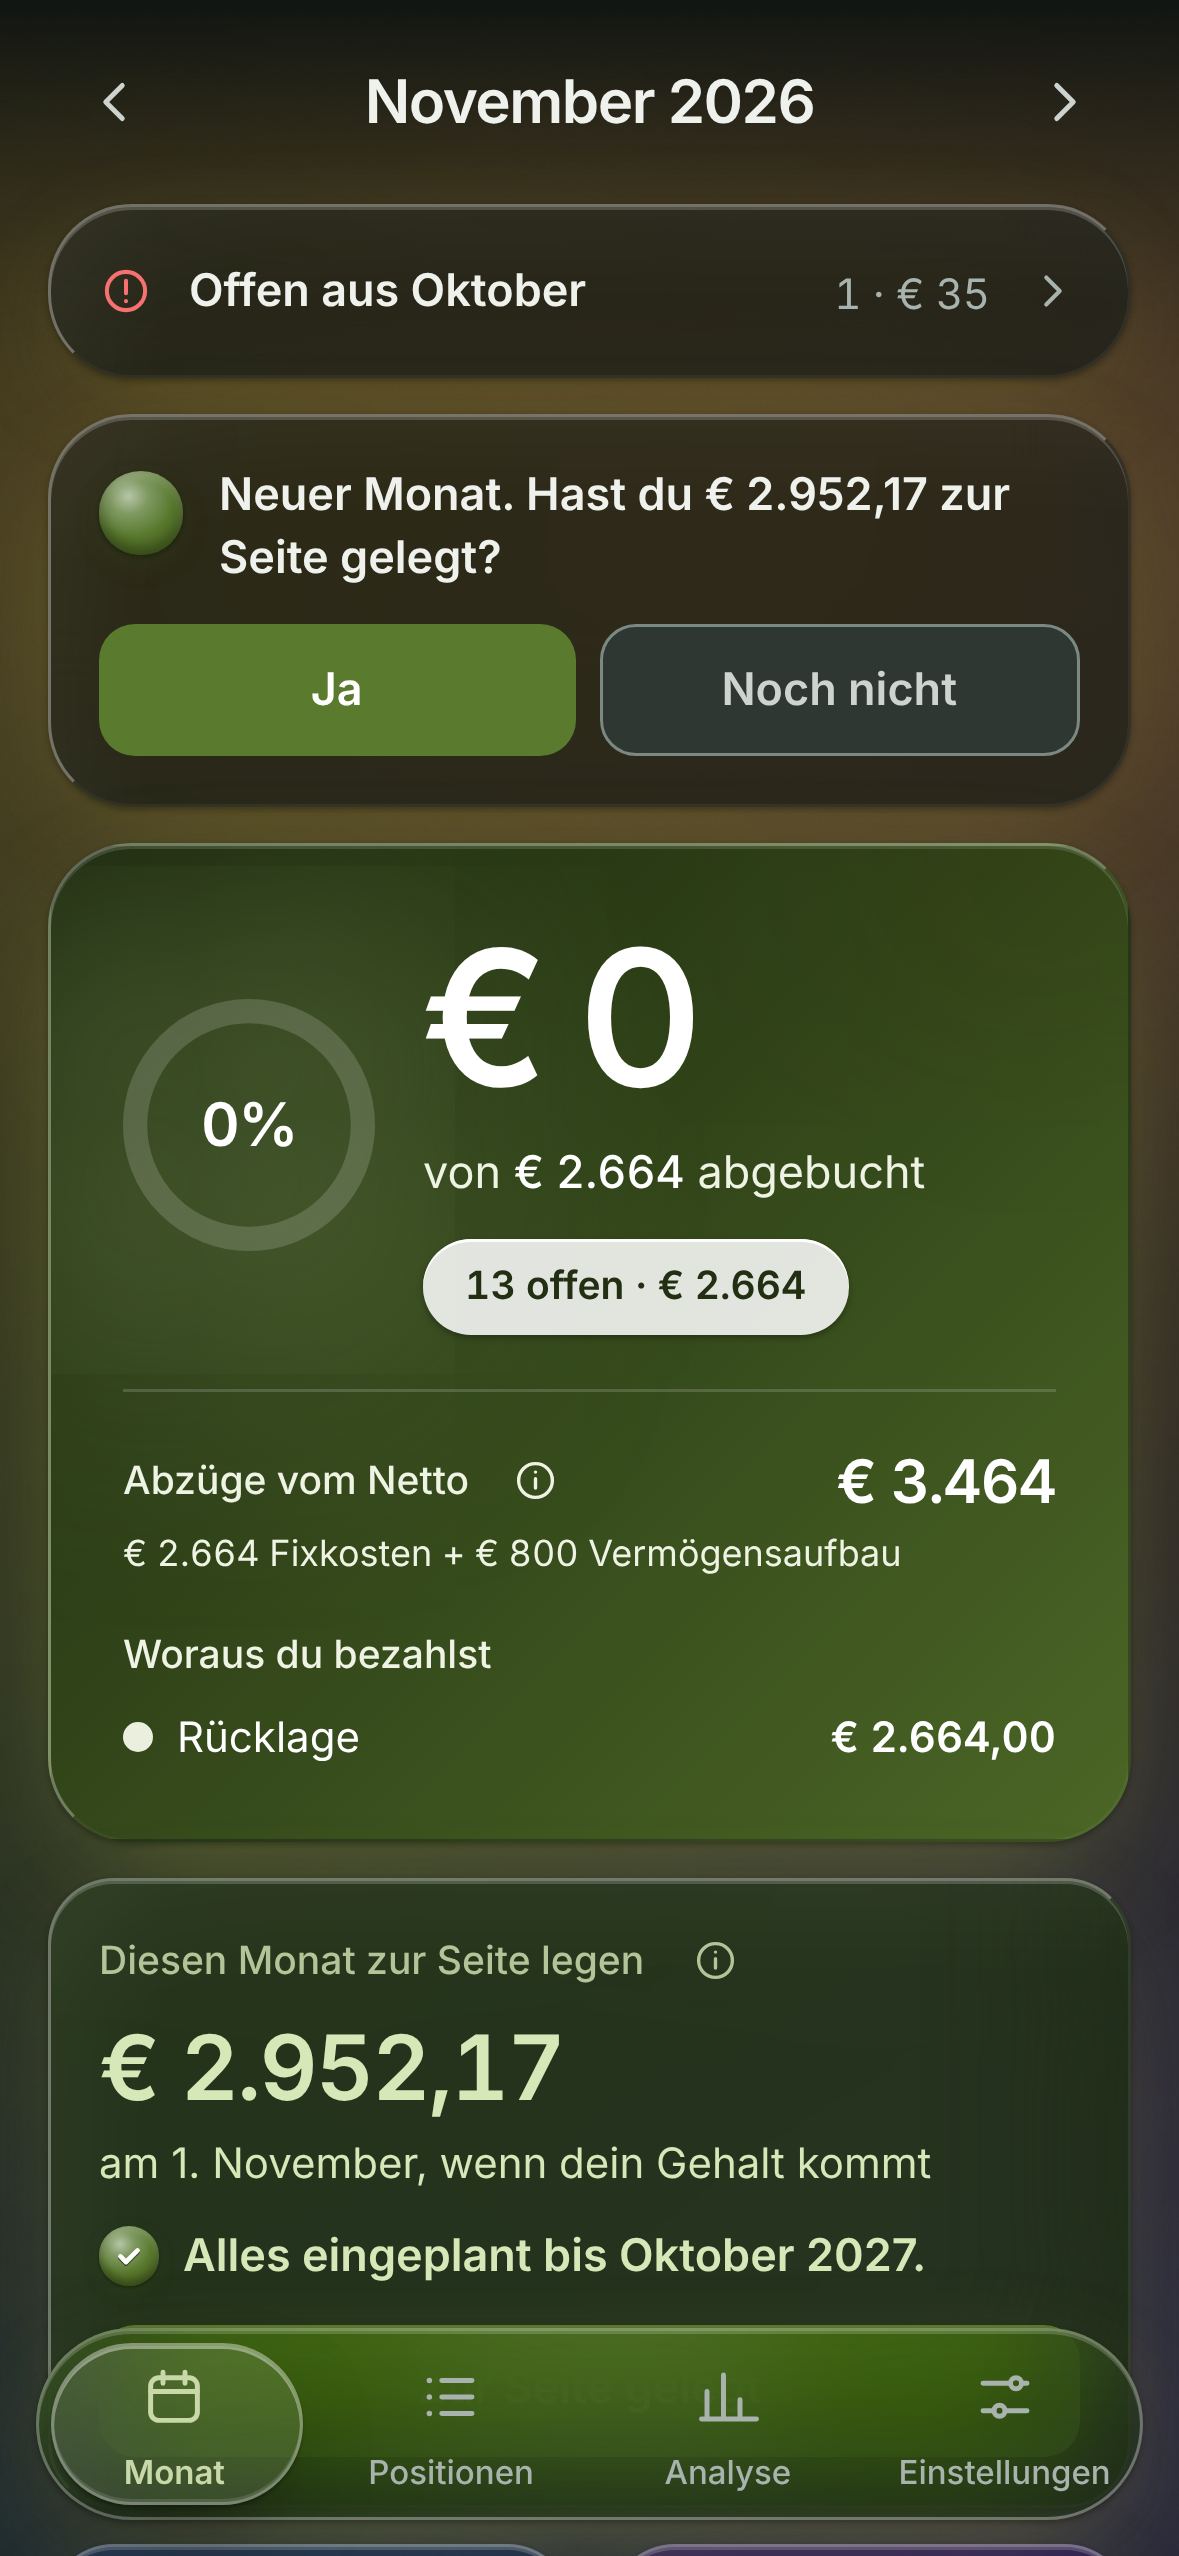 November 2026
Offen aus Oktober
1 · € 35
Neuer Monat. Hast du € 2.952,17 zur
Seite gelegt?
Ja
Noch nicht
€ 0
0%
von € 2.664 abgebucht
13 offen · € 2.664
Abzüge vom Netto
€ 3.464
€ 2.664 Fixkosten + € 800 Vermögensaufbau
Woraus du bezahlst
Rücklage
€ 2.664,00
Diesen Monat zur Seite legen
€ 2.952,17
am 1. November, wenn dein Gehalt kommt
Alles eingeplant bis Oktober 2027.
Monat
Positionen
Analyse
Einstellungen